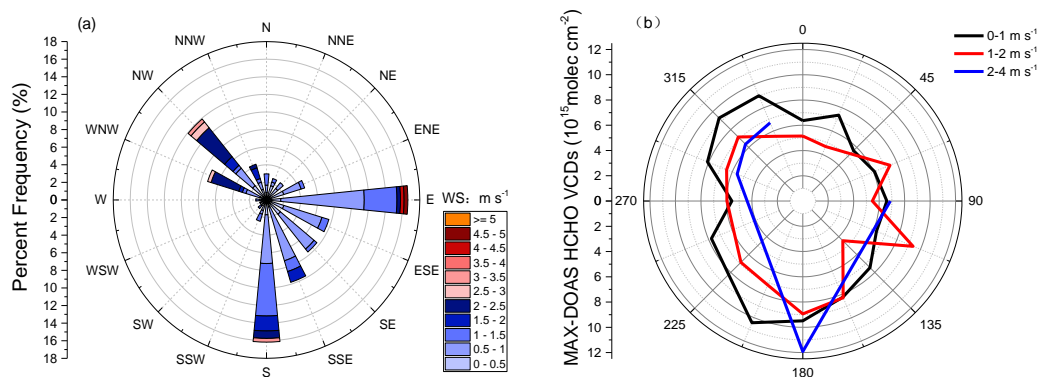 (a)
Percent Frequency (%)
18
16
14
12
10
8
6
4
2
0
2
4
6
8
10
12
14
16
18
N
NNE
NE
ENE
E
ESE
SE
SSE
S
SSW
SW
WSW
W
WNW
NW
NNW
WS: m s-1
>= 5
4.5 - 5
4 - 4.5
3.5 - 4
3 - 3.5
2.5 - 3
2 - 2.5
1.5 - 2
1 - 1.5
0.5 - 1
0 - 0.5
(b)
MAX-DOAS HCHO VCDs (10^15molec cm-2)
12
10
8
6
4
2
0
2
4
6
8
10
12
0
45
90
135
180
225
270
315
0-1 m s-1
1-2 m s-1
2-4 m s-1